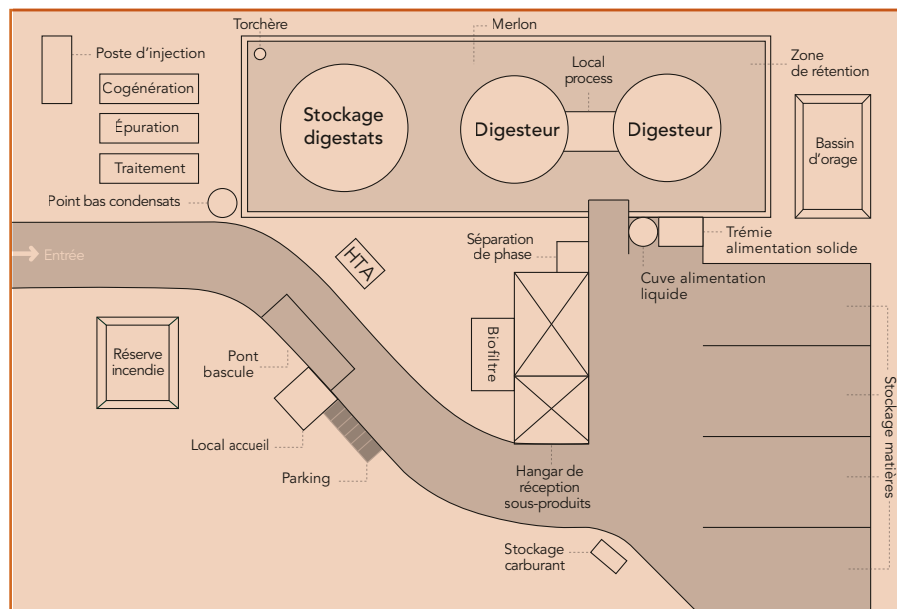 Torchère
Merlon
Poste d'injection
Zone
de rétention
Local
process
Cogénération
Stockage
digestats
Digesteur
Digesteur
Épuration
Bassin
d'orage
Traitement
Point bas condensats
Entrée
HTA
Séparation
de phase
Trémie
alimentation solide
Cuve alimentation
liquide
Biofiltre
Réserve
incendie
Pont
bascule
Stockage matières
Local accueil
Parking
Hangar de
réception
sous-produits
Stockage
carburant